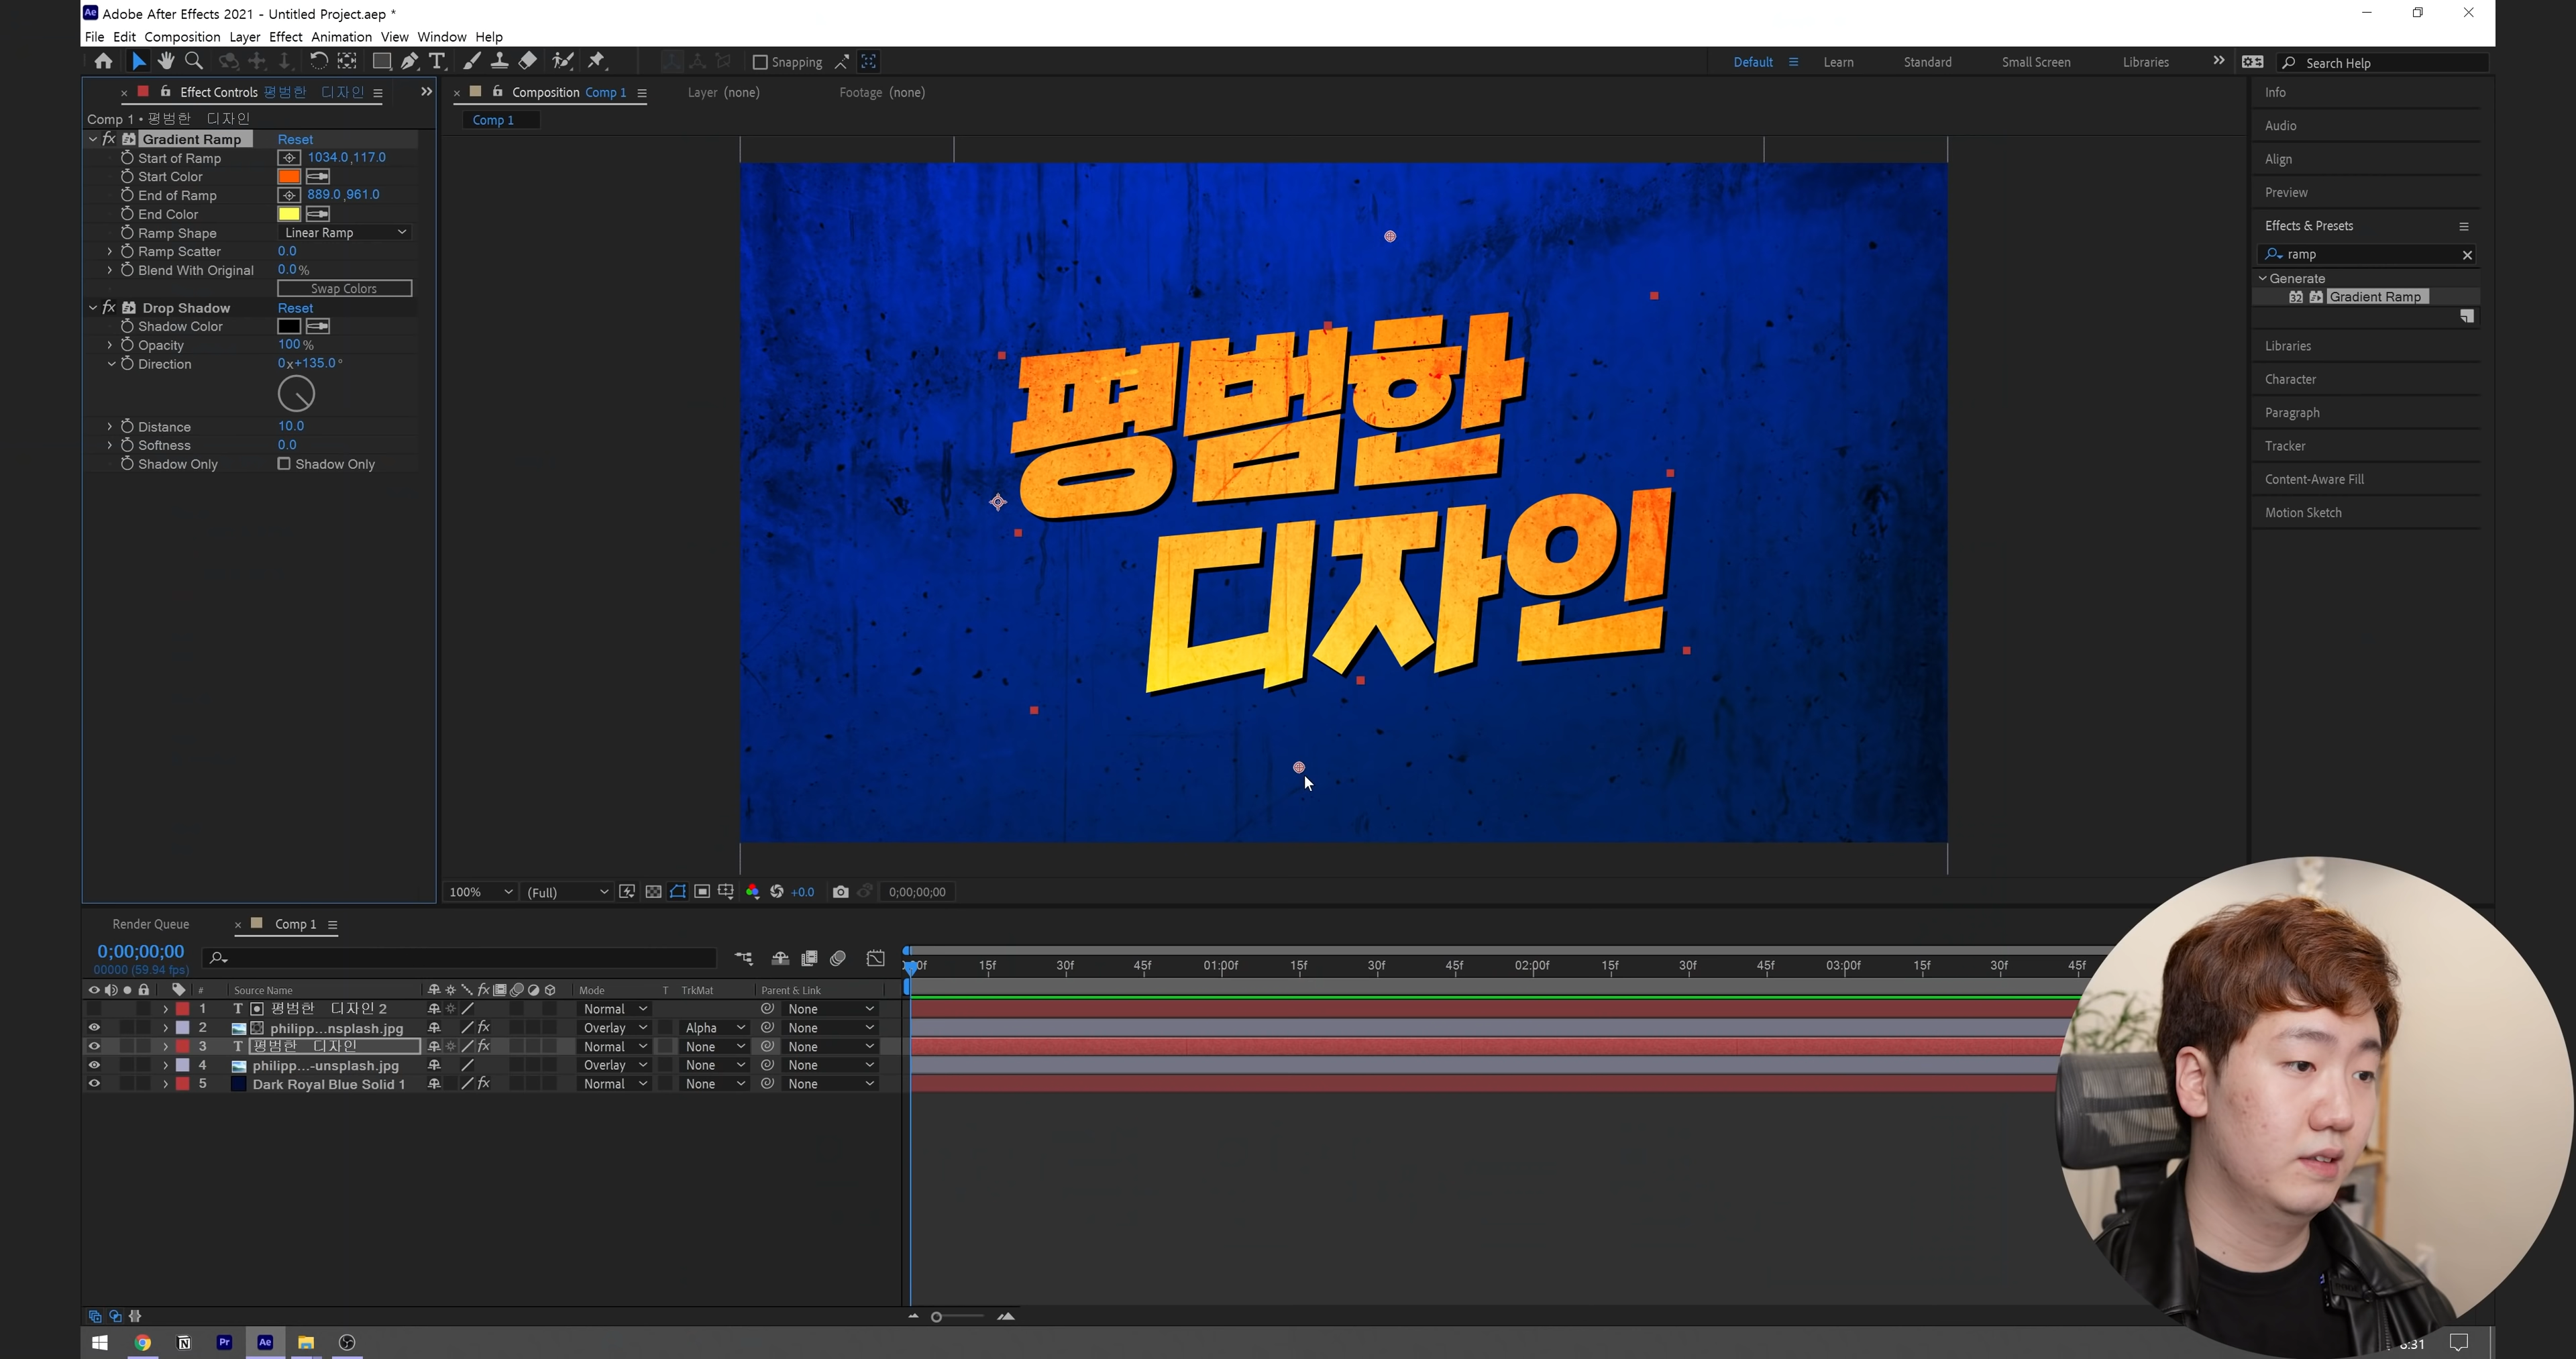 Adobe After Effects 2021 - Untitled Project.aep *
File Edit Composition Layer Effect Animation View Window Help
Snapping
Default Learn Standard Small Screen Libraries Search Help
Effect Controls 평범한 디자인
Comp 1 • 평범한 디자인
fx Gradient Ramp Reset
Start of Ramp 1034.0,117.0
Start Color
End of Ramp 889.0,961.0
End Color
Ramp Shape Linear Ramp
Ramp Scatter 0.0
Blend With Original 0.0%
Swap Colors
fx Drop Shadow Reset
Shadow Color
Opacity 100%
Direction 0x+135.0°
Distance 10.0
Softness 0.0
Shadow Only Shadow Only
Composition Comp 1 Layer (none) Footage (none)
Comp 1
평범한
디자인
100% (Full) +0.0 0;00;00;00
Info
Audio
Align
Preview
Effects & Presets
ramp
Generate
32 Gradient Ramp
Libraries
Character
Paragraph
Tracker
Content-Aware Fill
Motion Sketch
Render Queue Comp 1
0;00;00;00
00000 (59.94 fps)
15f 30f 45f 01:00f 15f 30f 45f 02:00f 15f 30f 45f 03:00f 15f 30f 45f
# Source Name Mode T TrkMat Parent & Link
1 T 평범한 디자인 2 Normal None
2 philipp...nsplash.jpg fx Overlay Alpha None
3 T 평범한 디자인 fx Normal None None
4 philipp...-unsplash.jpg Overlay None None
5 Dark Royal Blue Solid 1 fx Normal None None
Pr Ae